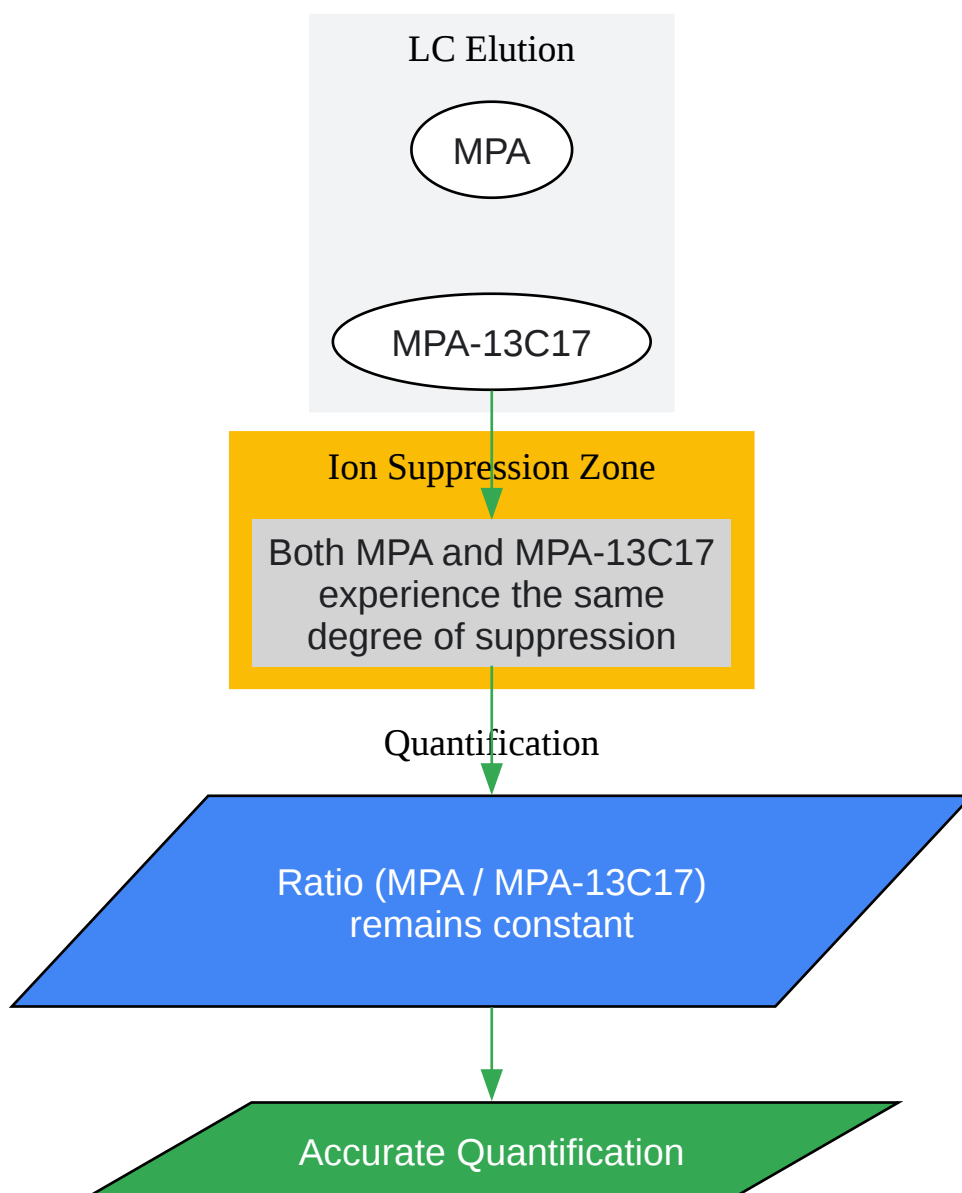 LC Elution
MPA
MPA-13C17
Ion Suppression Zone
Both MPA and MPA-13C17
experience the same
degree of suppression
Quantification
Ratio (MPA / MPA-13C17)
remains constant
Accurate Quantification